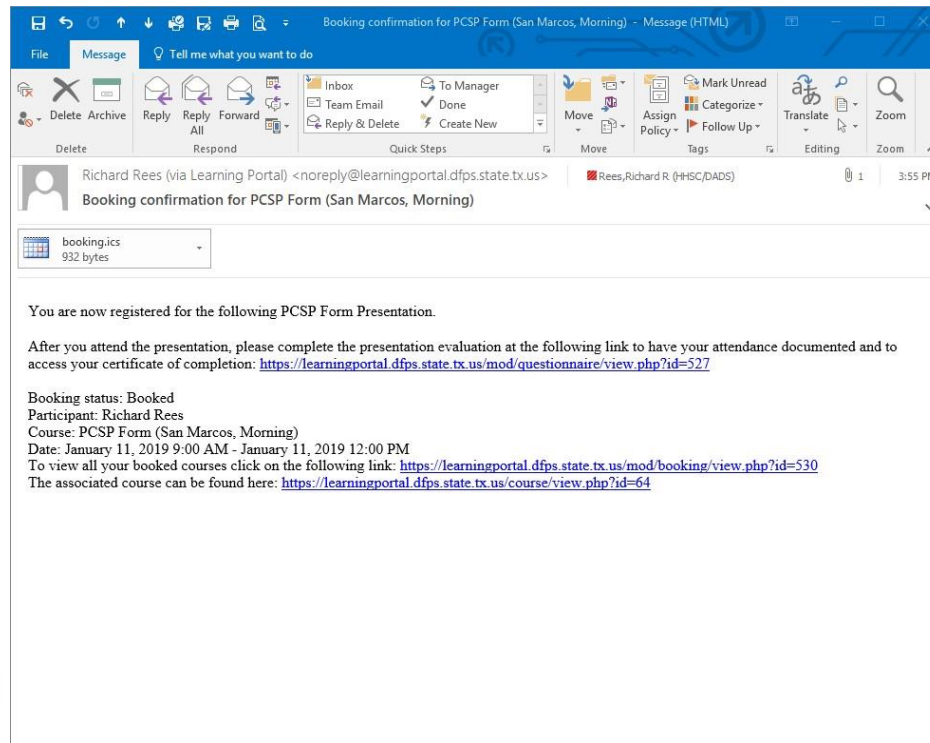 Booking confirmation for PCSP Form (San Marcos, Morning) - Message (HTML)
File Message Tell me what you want to do
Inbox To Manager Mark Unread
Team Email Done Categorize
Delete Archive Reply Reply All Forward Reply & Delete Create New Move Assign Policy Follow Up Translate Zoom
Delete Respond Quick Steps Move Tags Editing Zoom
Richard Rees (via Learning Portal) <noreply@learningportal.dfps.state.tx.us> Rees,Richard R (HHSC/DADS) 1 3:55 PM
Booking confirmation for PCSP Form (San Marcos, Morning)
booking.ics
932 bytes
You are now registered for the following PCSP Form Presentation.
After you attend the presentation, please complete the presentation evaluation at the following link to have your attendance documented and to
access your certificate of completion: https://learningportal.dfps.state.tx.us/mod/questionnaire/view.php?id=527
Booking status: Booked
Participant: Richard Rees
Course: PCSP Form (San Marcos, Morning)
Date: January 11, 2019 9:00 AM - January 11, 2019 12:00 PM
To view all your booked courses click on the following link: https://learningportal.dfps.state.tx.us/mod/booking/view.php?id=530
The associated course can be found here: https://learningportal.dfps.state.tx.us/course/view.php?id=64